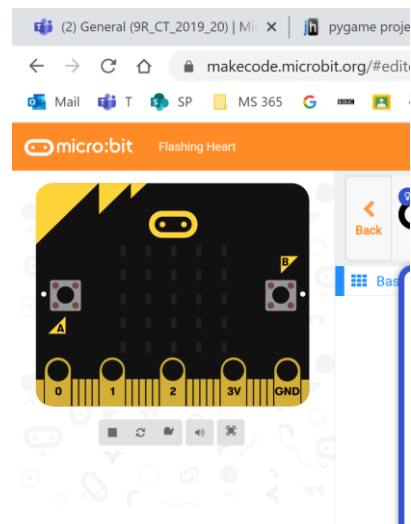 (2) General (9R_CT_2019_20) | Mi
pygame proje
makecode.microbit.org/#edit
Mail T SP MS 365 BBC
micro:bit Flashing Heart
Back
B
Bas
A
0 1 2 3V GND